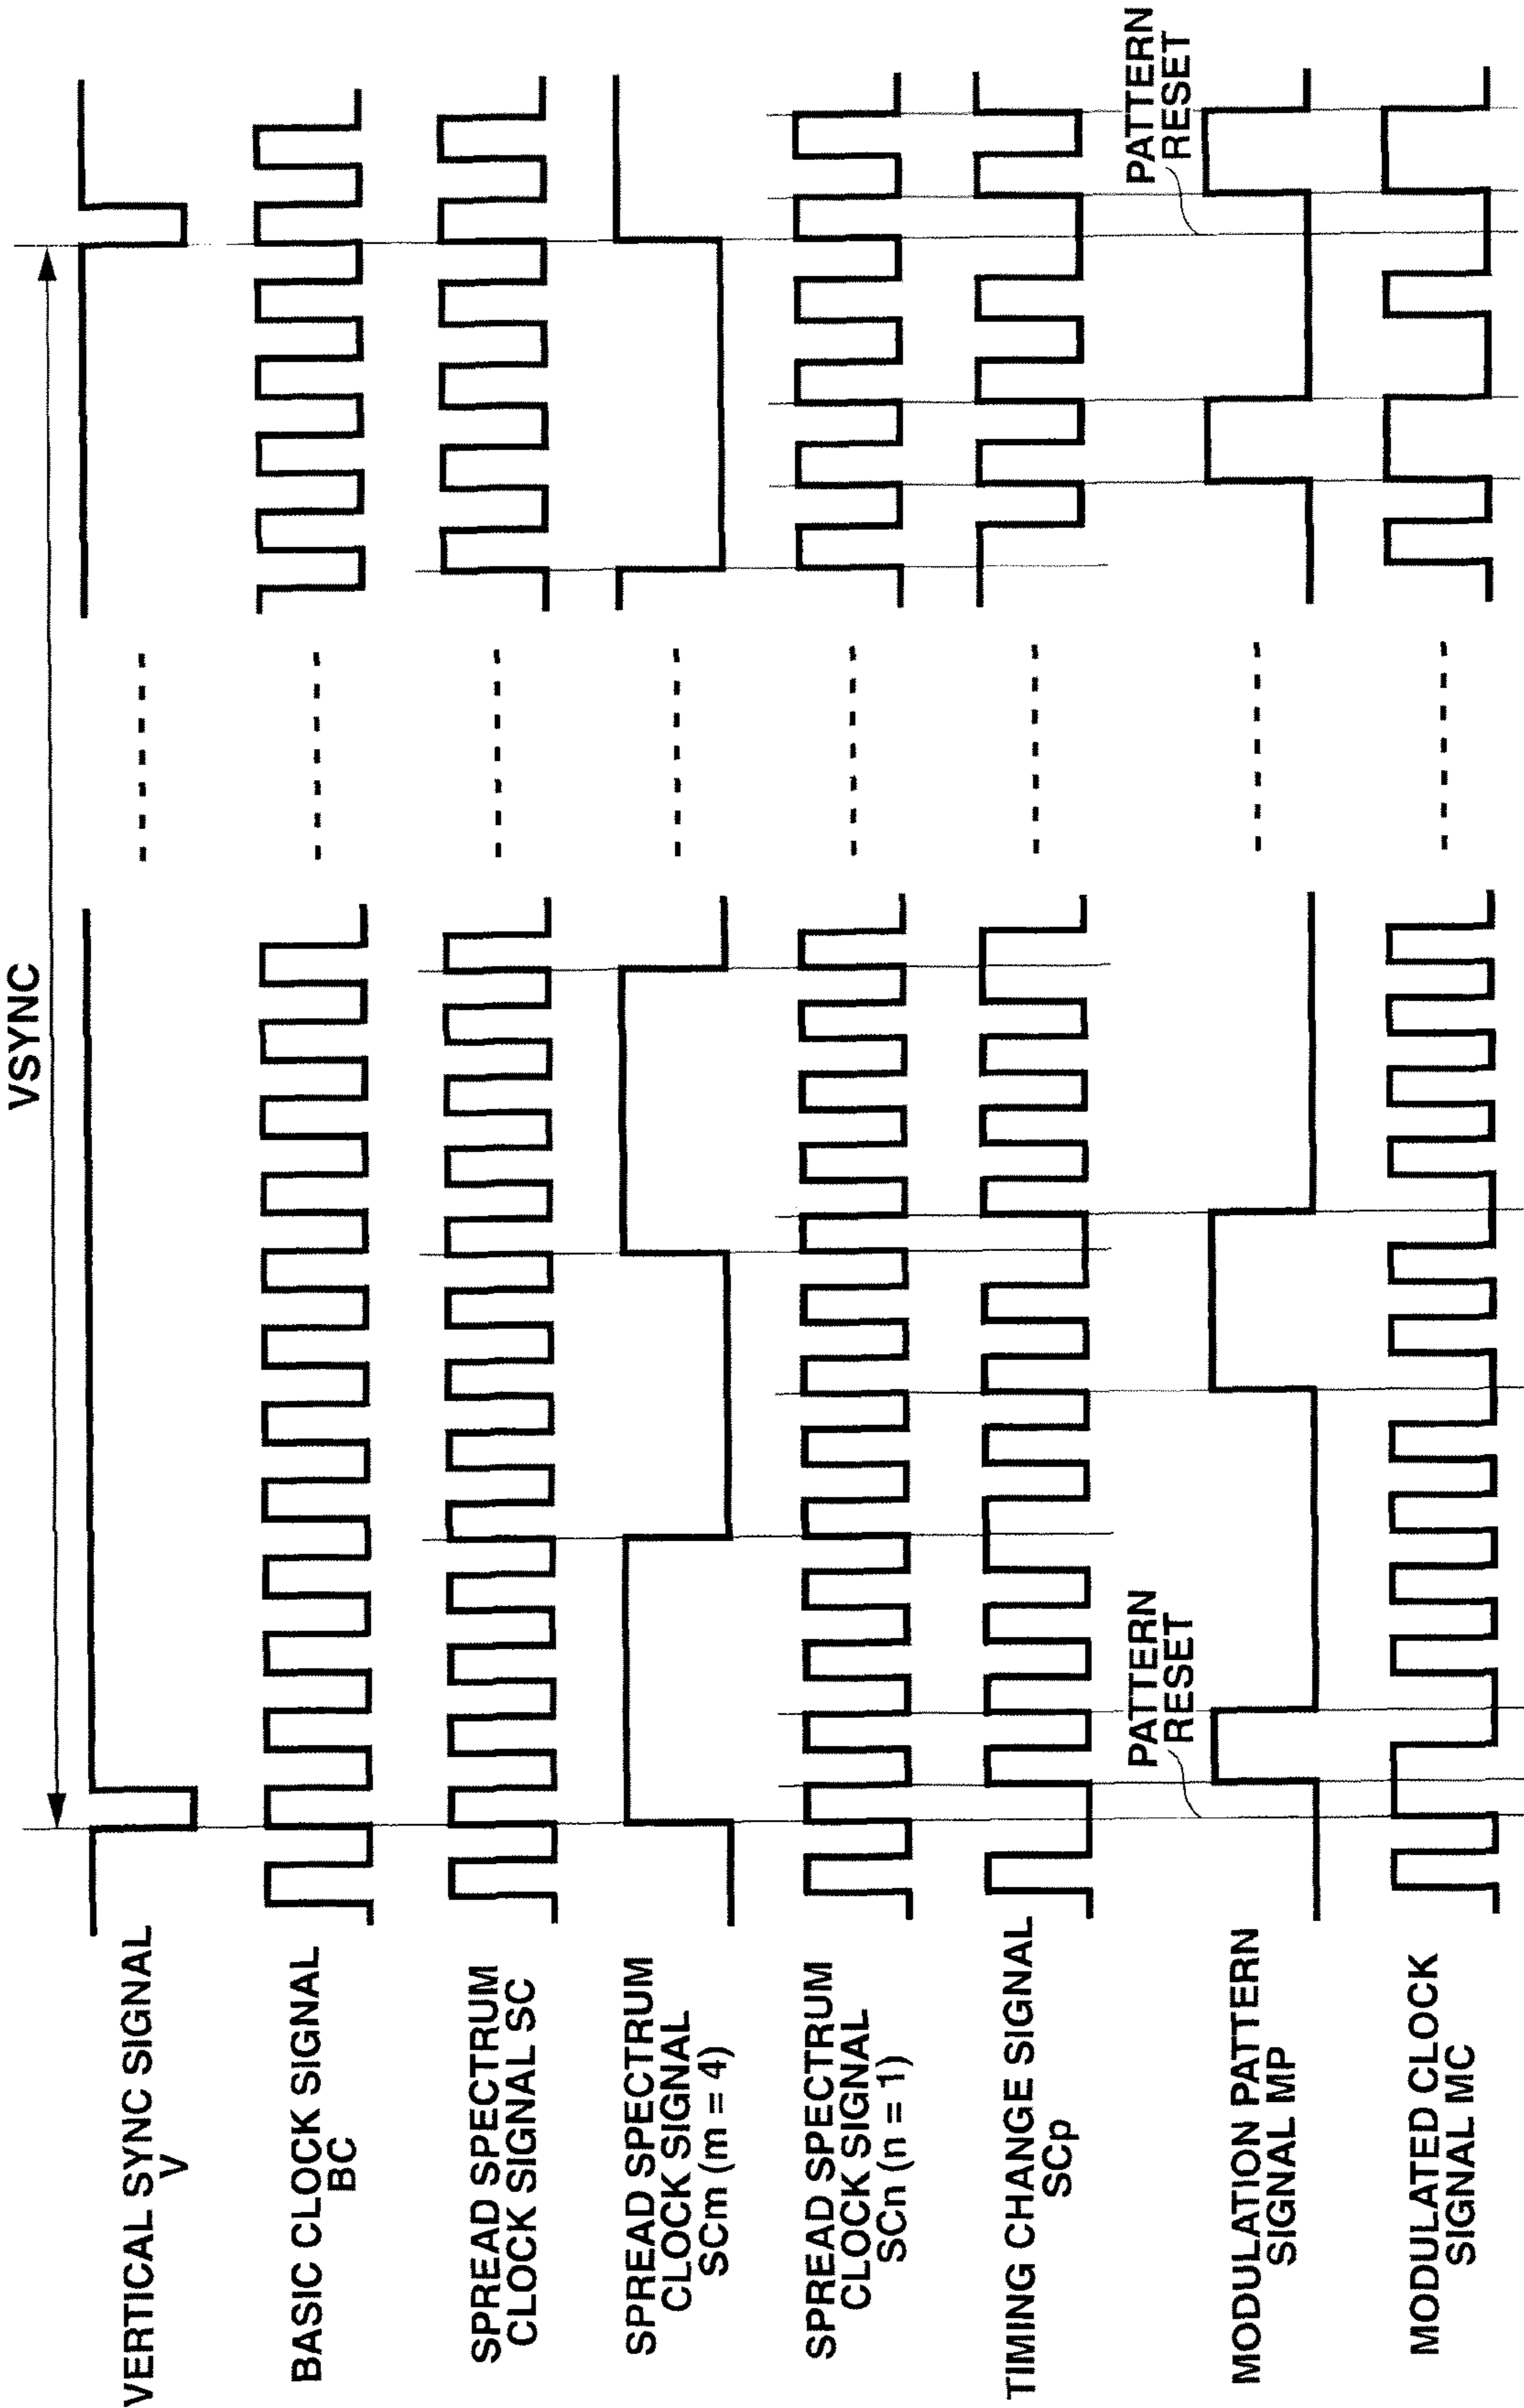 VSYNC
VERTICAL SYNC SIGNAL
V
BASIC CLOCK SIGNAL
BC
SPREAD SPECTRUM
CLOCK SIGNAL SC
SPREAD SPECTRUM
CLOCK SIGNAL
SCm (m = 4)
SPREAD SPECTRUM
CLOCK SIGNAL
SCn (n = 1)
TIMING CHANGE SIGNAL
SCp
PATTERN
RESET
PATTERN
RESET
MODULATION PATTERN
SIGNAL MP
MODULATED CLOCK
SIGNAL MC